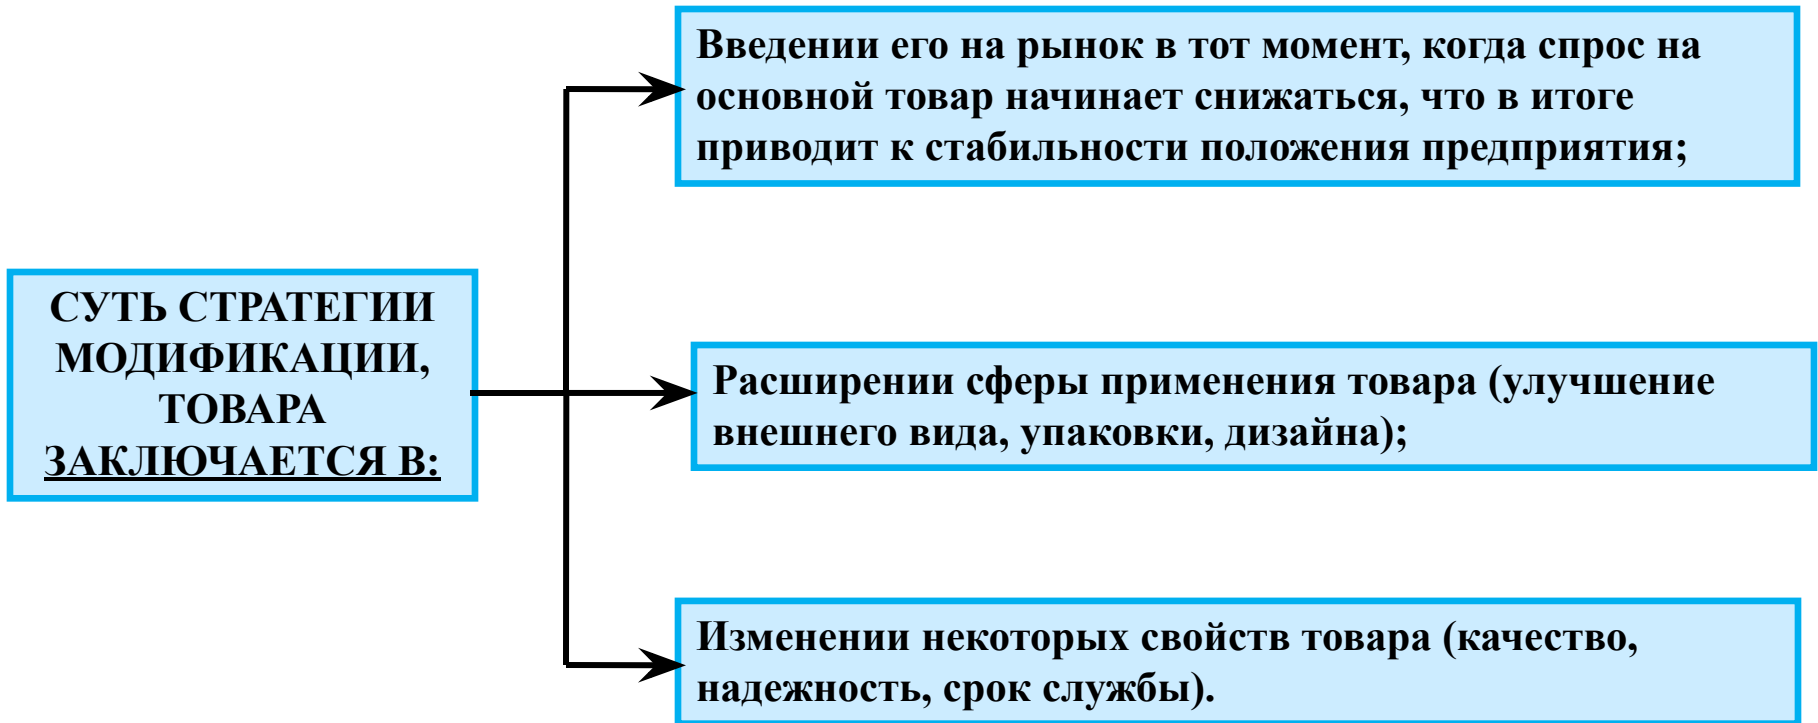 Введении его на рынок в тот момент, когда спрос на
основной товар начинает снижаться, что в итоге
приводит к стабильности положения предприятия;
СУТЬ СТРАТЕГИИ
МОДИФИКАЦИИ,
ТОВАРА
ЗАКЛЮЧАЕТСЯ В:
Расширении сферы применения товара (улучшение
внешнего вида, упаковки, дизайна);
Изменении некоторых свойств товара (качество,
надежность, срок службы).